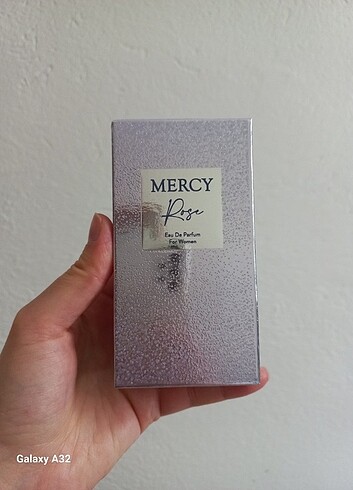 MERCY
Rose
Eau De Parfum
For Women
Galaxy A32